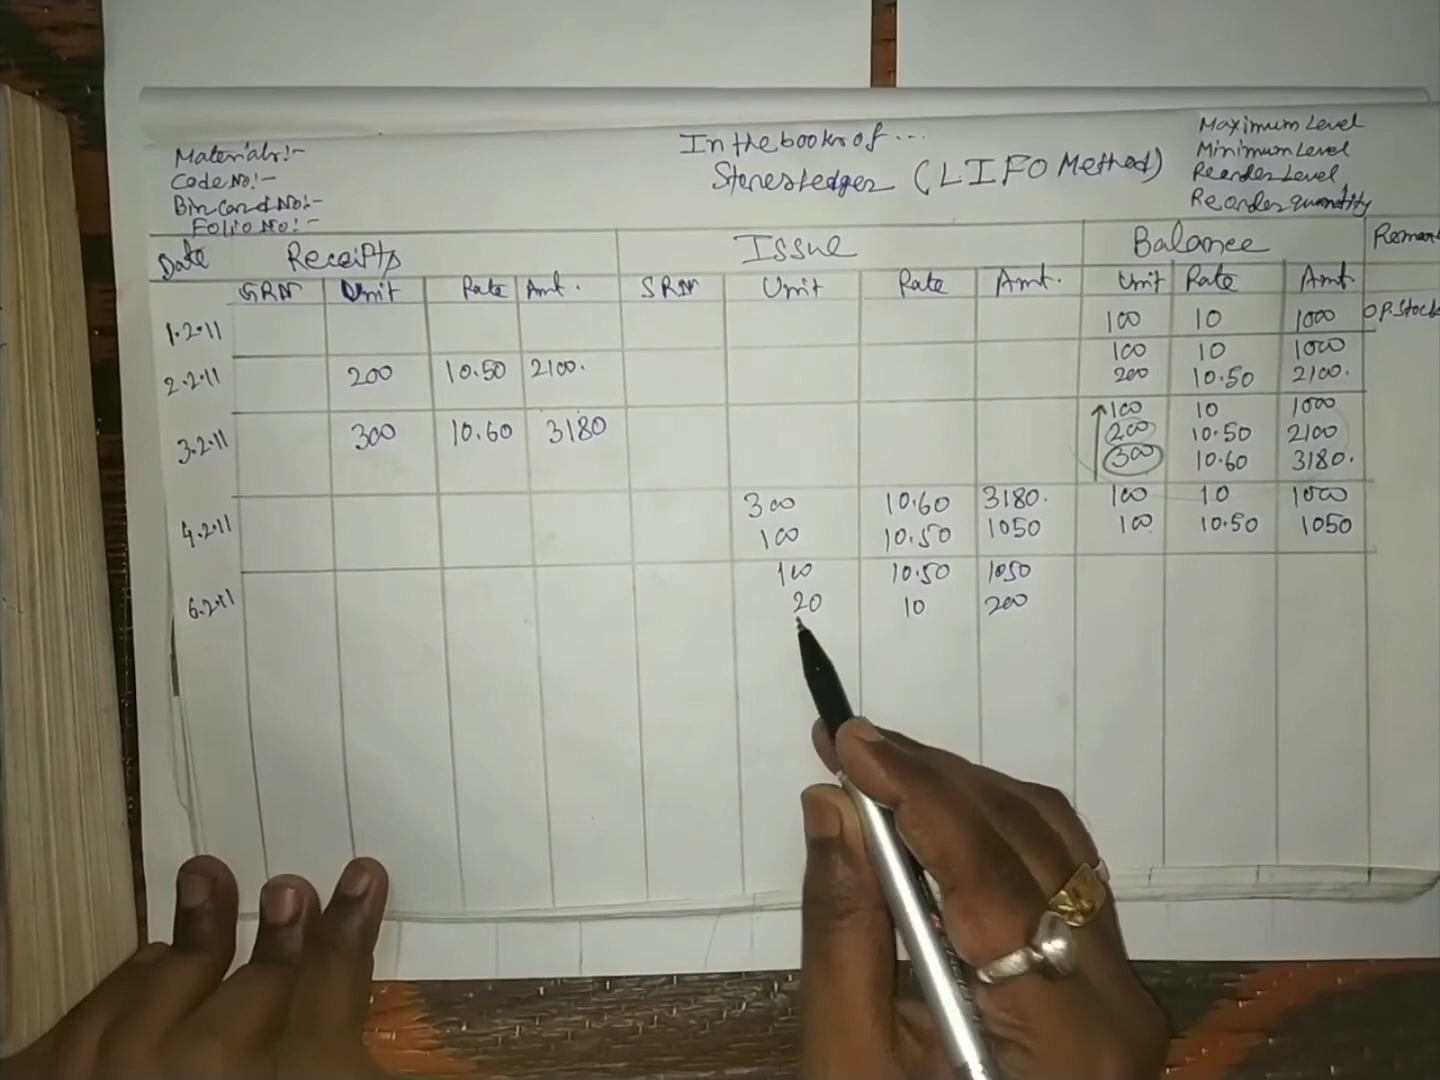 Materials:-
Code No:-
Bin Card No:-
Folio No:-
In the books of...
Stores Ledger (LIFO Method)
Maximum Level
Minimum Level
Reorder Level
Reorder quantity
Date Receipts Issue Balance Remar
GRN Unit Rate Amt. SRN Unit Rate Amt. Unit Rate Amt
1.2.11 100 10 1000 OP. Stock
100 10 1000
2.2.11 200 10.50 2100. 200 10.50 2100.
100 10 1000
3.2.11 300 10.60 3180 200 10.50 2100
300 10.60 3180.
300 10.60 3180. 100 10 1000
4.2.11 100 10.50 1050 100 10.50 1050
100 10.50 1050
6.2.11 20 10 200